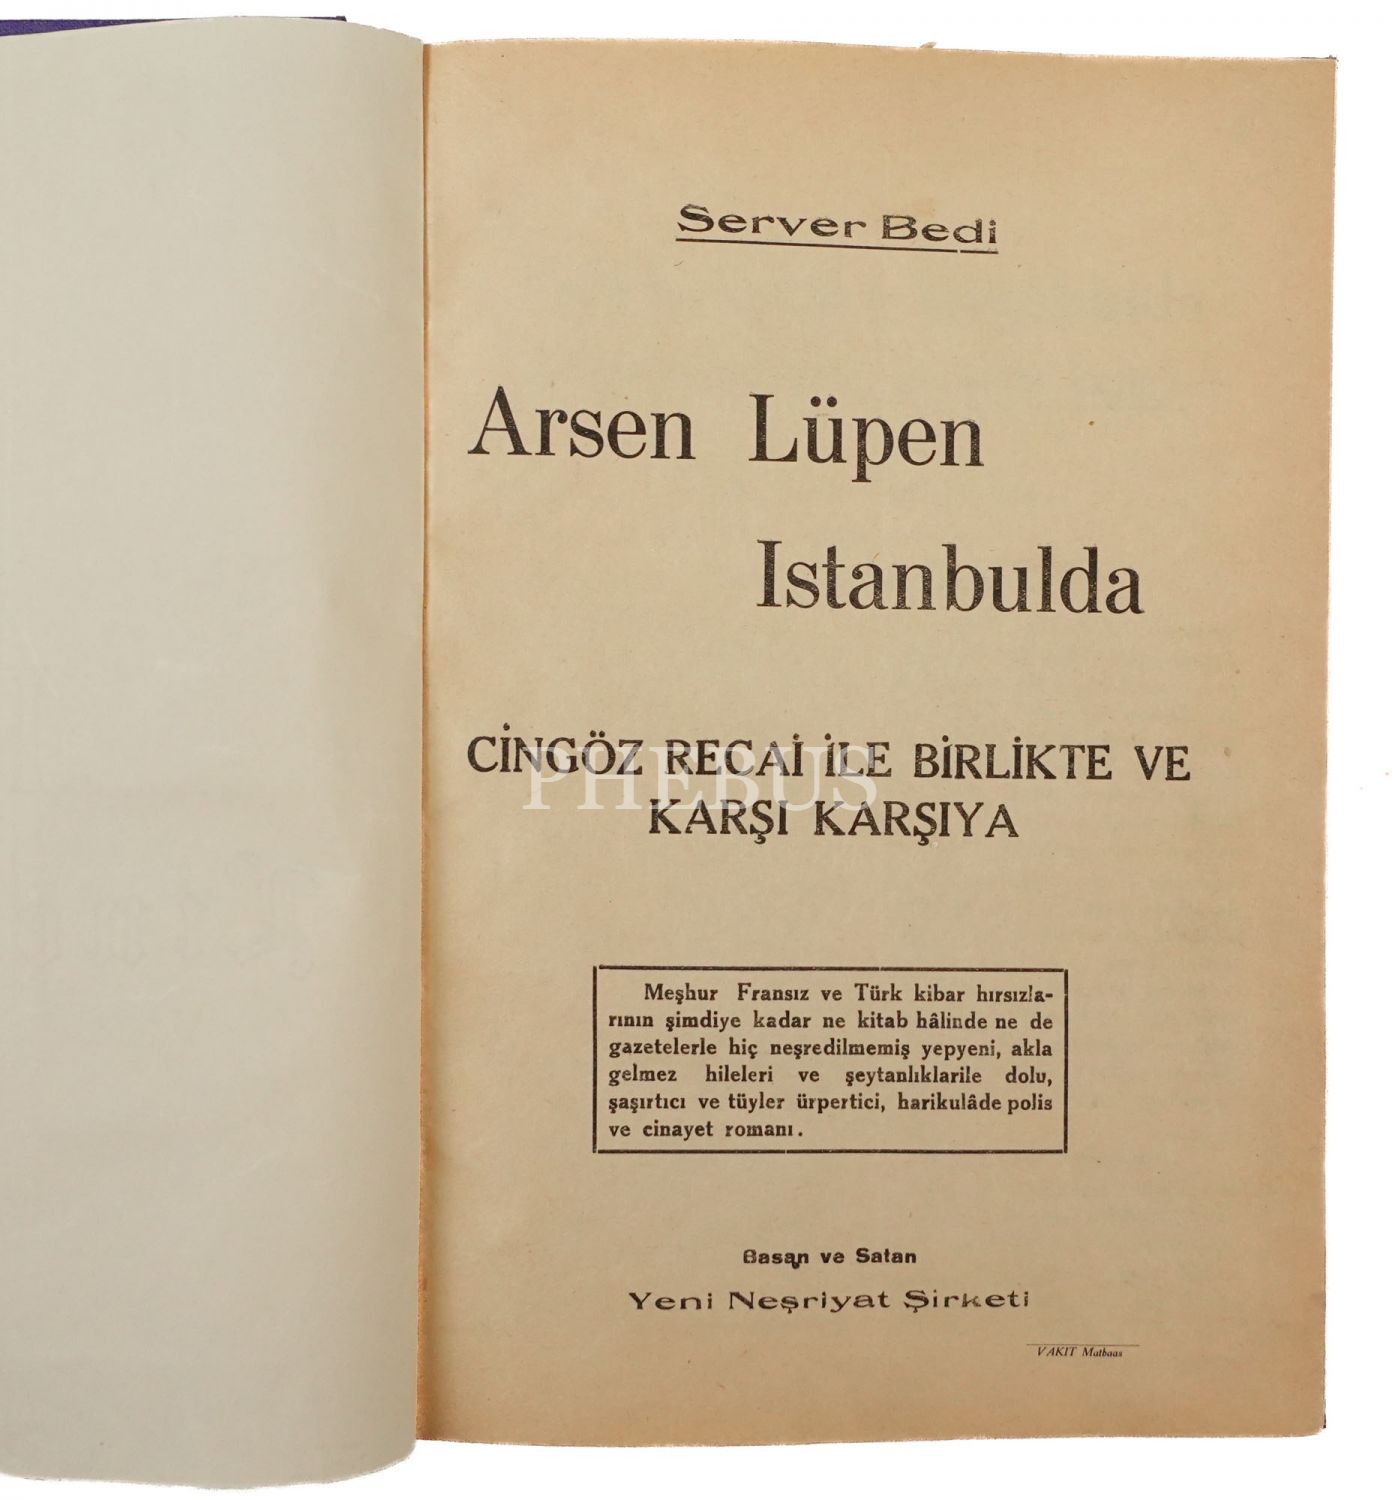 Server Bedi
Arsen Lüpen
Istanbulda
CİNGÖZ RECAİ İLE BİRLİKTE VE
KARŞI KARŞIYA
PHEBUS
Meşhur Fransız ve Türk kibar hırsızla-
rının şimdiye kadar ne kitab hâlinde ne de
gazetelerle hiç neşredilmemiş yepyeni, akla
gelmez hileleri ve şeytanlıklarile dolu,
şaşırtıcı ve tüyler ürpertici, harikulâde polis
ve cinayet romanı.
Basan ve Satan
Yeni Neşriyat Şirketi
VAKIT Matbaas